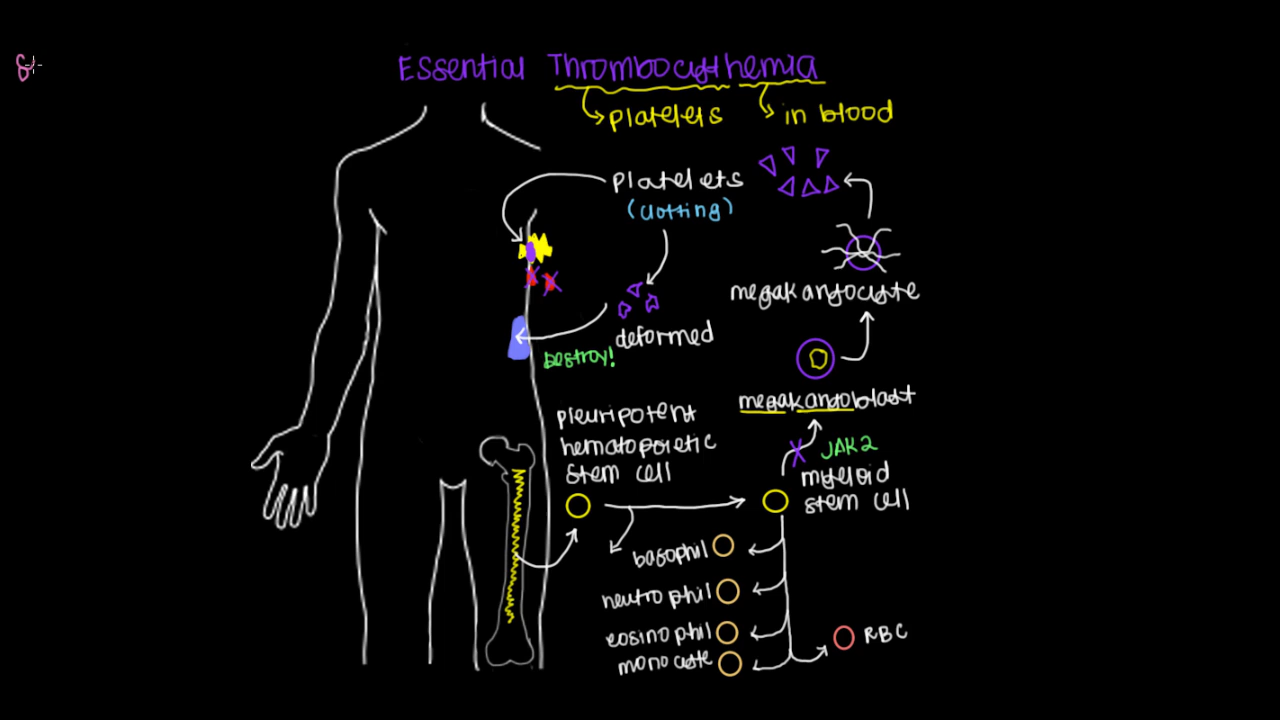 Essential Thrombocythemia
platelets
in blood
platelets
(clotting)
megakaryocyte
deformed
Destroy!
megakaryoblast
pleuripotent
hematopoietic
stem cell
JAK2
myeloid
stem cell
basophil
neutrophil
eosinophil
monocyte
RBC